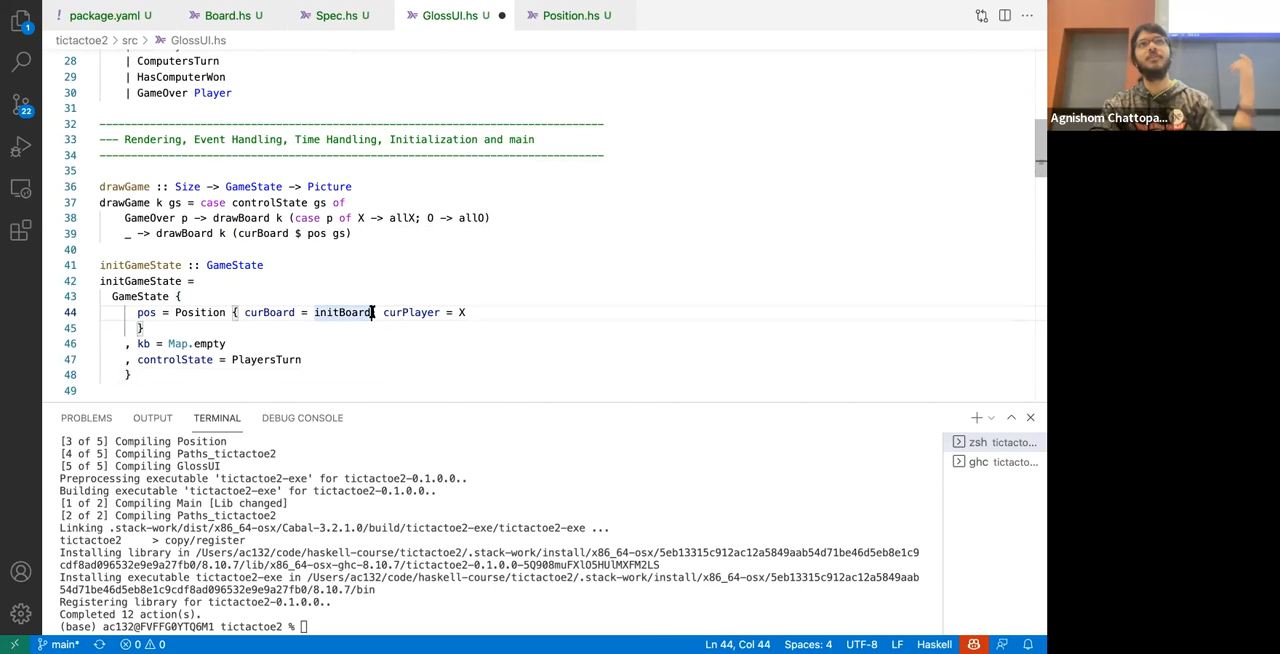 package.yaml U Board.hs U Spec.hs U GlossUI.hs U Position.hs U
tictactoe2 > src > GlossUI.hs
28 | ComputersTurn
29 | HasComputerWon
30 | GameOver Player
31
32 --------------------------------------------------------------------------------
33 --- Rendering, Event Handling, Time Handling, Initialization and main
34 --------------------------------------------------------------------------------
35
36 drawGame :: Size -> GameState -> Picture
37 drawGame k gs = case controlState gs of
38 GameOver p -> drawBoard k (case p of X -> allX; O -> allO)
39 _ -> drawBoard k (curBoard $ pos gs)
40
41 initGameState :: GameState
42 initGameState =
43 GameState {
44 pos = Position { curBoard = initBoard, curPlayer = X
45 }
46 , kb = Map.empty
47 , controlState = PlayersTurn
48 }
49
PROBLEMS OUTPUT TERMINAL DEBUG CONSOLE
[3 of 5] Compiling Position
[4 of 5] Compiling Paths_tictactoe2
[5 of 5] Compiling GlossUI
Preprocessing executable 'tictactoe2-exe' for tictactoe2-0.1.0.0..
Building executable 'tictactoe2-exe' for tictactoe2-0.1.0.0..
[1 of 2] Compiling Main [Lib changed]
[2 of 2] Compiling Paths_tictactoe2
Linking .stack-work/dist/x86_64-osx/Cabal-3.2.1.0/build/tictactoe2-exe/tictactoe2-exe ...
tictactoe2 > copy/register
Installing library in /Users/ac132/code/haskell-course/tictactoe2/.stack-work/install/x86_64-osx/5eb13315c912ac12a5849aab54d71be46d5eb8e1c9
cdf8ad096532e9e9a27fb0/8.10.7/lib/x86_64-osx-ghc-8.10.7/tictactoe2-0.1.0.0-5Q908muFXlO5HUlMXFM2LS
Installing executable tictactoe2-exe in /Users/ac132/code/haskell-course/tictactoe2/.stack-work/install/x86_64-osx/5eb13315c912ac12a5849aab
54d71be46d5eb8e1c9cdf8ad096532e9e9a27fb0/8.10.7/bin
Registering library for tictactoe2-0.1.0.0..
Completed 12 action(s).
(base) ac132@FVFFG0YTQ6M1 tictactoe2 %
zsh tictacto...
ghc tictacto...
main* 0 0 Ln 44, Col 44 Spaces: 4 UTF-8 LF Haskell
1
22
Agnishom Chattopa...